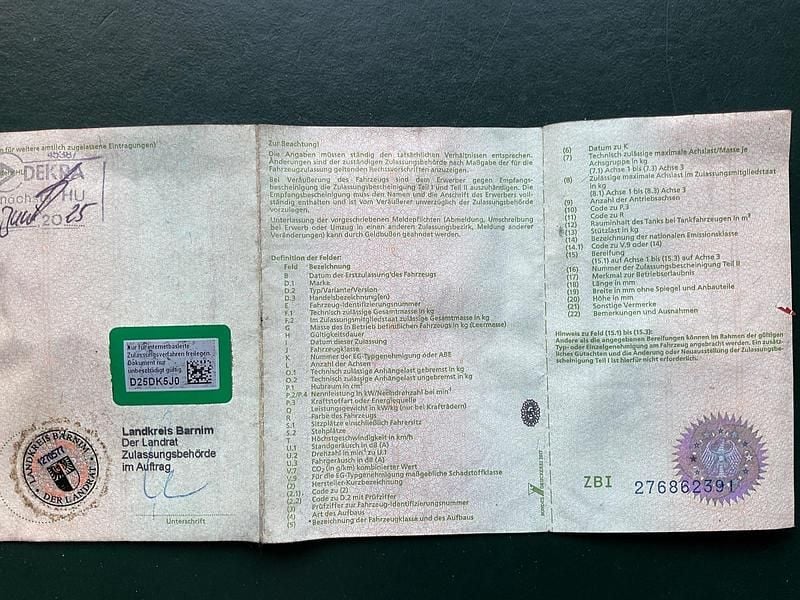 für weitere amtlich zugelassene Eintragungen)
DEKRA
HU
Juni 25
20
Nur für internetbasierte
Zulassungsverfahren freilegen.
Dokument nur
unbeschädigt gültig.
D25DK5J0
LANDKREIS BARNIM
DER LANDRAT
Landkreis Barnim
Der Landrat
Zulassungsbehörde
im Auftrag
Unterschrift
Zur Beachtung!
Die Angaben müssen ständig den tatsächlichen Verhältnissen entsprechen.
Änderungen sind der zuständigen Zulassungsbehörde nach Maßgabe der für die
Fahrzeugzulassung geltenden Rechtsvorschriften anzuzeigen.
Bei Veräußerung des Fahrzeugs sind dem Erwerber gegen Empfangs-
bescheinigung die Zulassungsbescheinigung Teil I und Teil II auszuhändigen. Die
Empfangsbescheinigung muss den Namen und die Anschrift des Erwerbers voll-
ständig enthalten und ist vom Veräußerer unverzüglich der Zulassungsbehörde
vorzulegen.
Unterlassung der vorgeschriebenen Meldepflichten (Abmeldung, Umschreibung
bei Erwerb oder Umzug in einen anderen Zulassungsbezirk, Meldung anderer
Veränderungen) kann durch Geldbußen geahndet werden.
Definition der Felder:
Feld Bezeichnung
B Datum der Erstzulassung des Fahrzeugs
D.1 Marke
D.2 Typ/Variante/Version
D.3 Handelsbezeichnung(en)
E Fahrzeug-Identifizierungsnummer
F.1 Technisch zulässige Gesamtmasse in kg
F.2 Im Zulassungsmitgliedstaat zulässige Gesamtmasse in kg
G Masse des in Betrieb befindlichen Fahrzeugs in kg (Leermasse)
H Gültigkeitsdauer
I Datum dieser Zulassung
J Fahrzeugklasse
K Nummer der EG-Typgenehmigung oder ABE
L Anzahl der Achsen
O.1 Technisch zulässige Anhängelast gebremst in kg
O.2 Technisch zulässige Anhängelast ungebremst in kg
P.1 Hubraum in cm³
P.2/P.4 Nennleistung in kW/Nenndrehzahl bei min⁻¹
P.3 Kraftstoffart oder Energiequelle
Q Leistungsgewicht in kW/kg (nur bei Krafträdern)
R Farbe des Fahrzeugs
S.1 Sitzplätze einschließlich Fahrersitz
S.2 Stehplätze
T Höchstgeschwindigkeit in km/h
U.1 Standgeräusch in dB (A)
U.2 Drehzahl in min⁻¹ zu U.1
U.3 Fahrgeräusch in dB (A)
V.7 CO₂ (in g/km) kombinierter Wert
V.9 Für die EG-Typgenehmigung maßgebliche Schadstoffklasse
(2) Hersteller-Kurzbezeichnung
(2.1) Code zu (2)
(2.2) Code zu D.2 mit Prüfziffer
(3) Prüfziffer zur Fahrzeug-Identifizierungsnummer
(4) Art des Aufbaus
(5) Bezeichnung der Fahrzeugklasse und des Aufbaus
(6) Datum zu K
(7) Technisch zulässige maximale Achslast/Masse je
Achsgruppe in kg
(7.1) Achse 1 bis (7.3) Achse 3
(8) Zulässige maximale Achslast im Zulassungsmitgliedstaat
in kg
(8.1) Achse 1 bis (8.3) Achse 3
(9) Anzahl der Antriebsachsen
(10) Code zu P.3
(11) Code zu R
(12) Rauminhalt des Tanks bei Tankfahrzeugen in m³
(13) Stützlast in kg
(14) Bezeichnung der nationalen Emissionsklasse
(14.1) Code zu V.9 oder (14)
(15) Bereifung
(15.1) auf Achse 1 bis (15.3) auf Achse 3
(16) Nummer der Zulassungsbescheinigung Teil II
(17) Merkmal zur Betriebserlaubnis
(18) Länge in mm
(19) Breite in mm ohne Spiegel und Anbauteile
(20) Höhe in mm
(21) Sonstige Vermerke
(22) Bemerkungen und Ausnahmen
Hinweis zu Feld (15.1) bis (15.3):
Andere als die angegebenen Bereifungen können im Rahmen der gültigen
Typ- oder Einzelgenehmigung am Fahrzeug angebracht werden. Ein zusätz-
liches Gutachten und die Änderung oder Neuausstellung der Zulassungsbe-
scheinigung Teil I ist hierfür nicht erforderlich.
ZBI 276862391